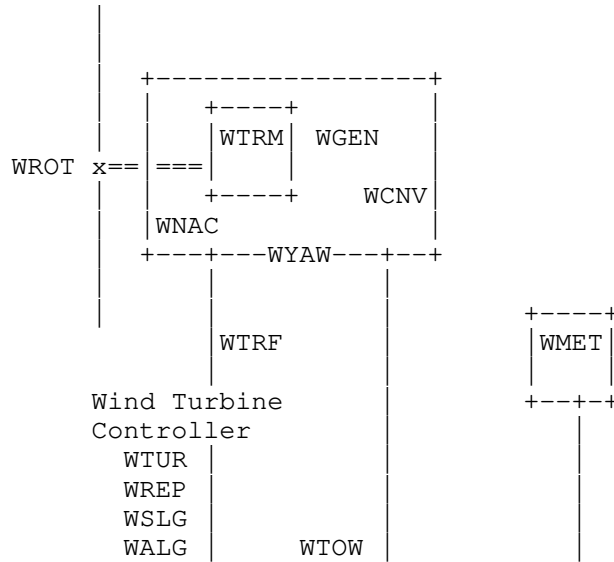 WTRM WGEN
WROT x== ===
WCNV
WNAC
WYAW
WTRF WMET
Wind Turbine
Controller
WTUR
WREP
WSLG
WALG WTOW